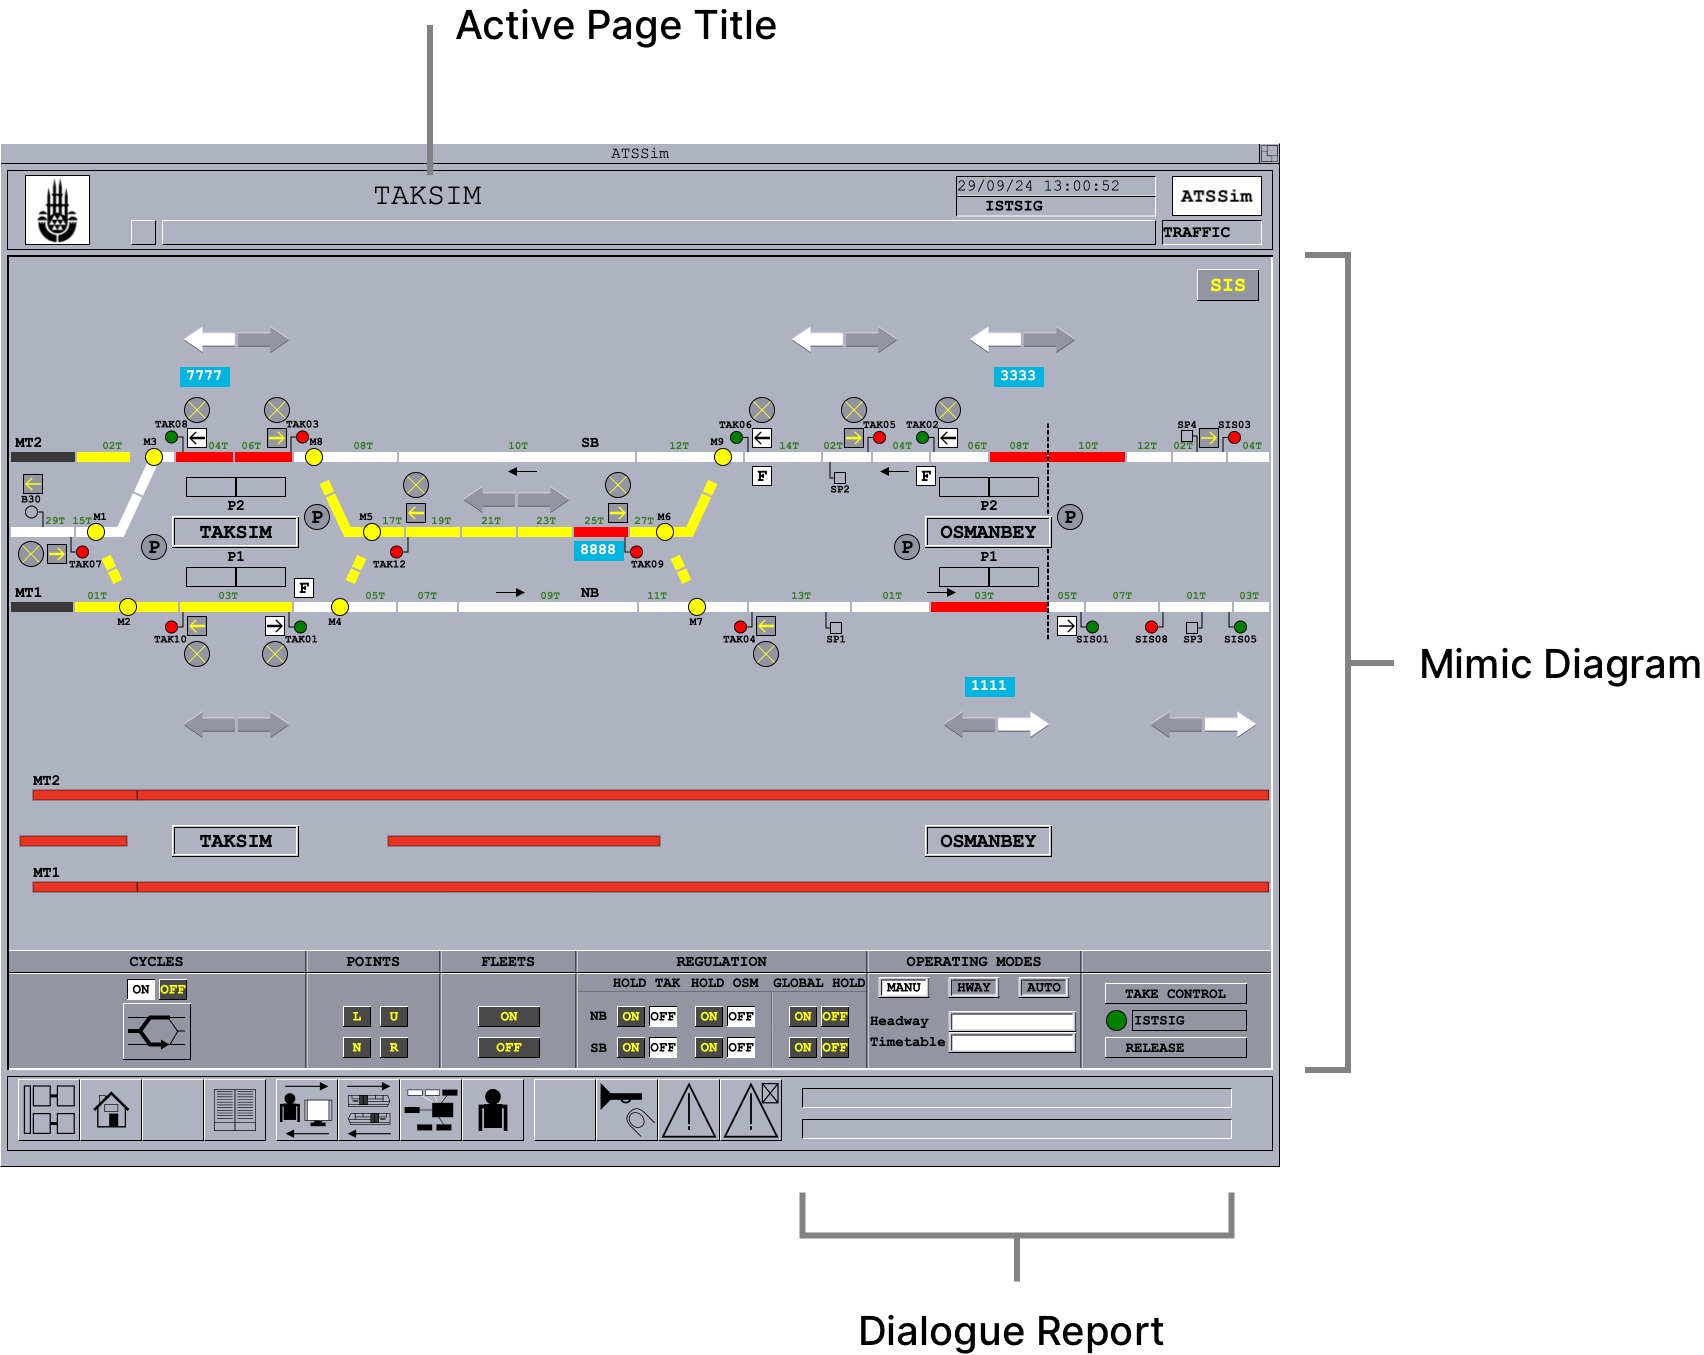 Active Page Title
ATSSim
TAKSIM
29/09/24 13:00:52
ISTSIG
ATSSim
TRAFFIC
SIS
7777
3333
TAK08 TAK03 TAK06 TAK05 TAK02 SP4 SIS03
MT2 02T M3 04T 06T M8 08T 10T SB 12T M9 14T 02T 04T 06T 08T 10T 12T 02T 04T
F F
SP2
B30
P2 P2
29T 15T M1 TAKSIM P M5 17T 19T 21T 23T 25T 27T M6 OSMANBEY P
P P
8888
TAK07 TAK12 TAK09
P1 P1
F
MT1 01T 03T 05T 07T 09T NB 11T 13T 01T 03T 05T 07T 01T 03T
M2 M4 M7
TAK10 TAK01 TAK04 SP1 SIS01 SIS08 SP3 SIS05
Mimic Diagram
1111
MT2
TAKSIM OSMANBEY
MT1
CYCLES POINTS FLEETS REGULATION OPERATING MODES
HOLD TAK HOLD OSM GLOBAL HOLD
ON OFF MANU HWAY AUTO TAKE CONTROL
L U ON NB ON OFF ON OFF ON OFF Headway ISTSIG
N R OFF SB ON OFF ON OFF ON OFF Timetable RELEASE
Dialogue Report